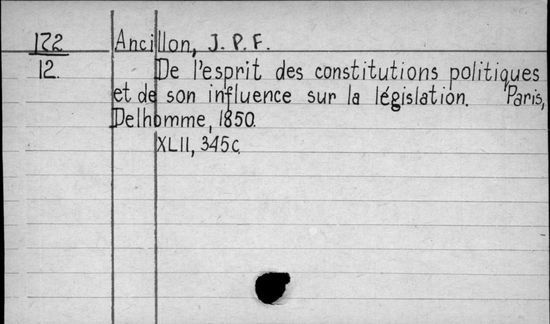 172 Ancillon, J. P. F.
12. De l'esprit des constitutions politiques
et de son influence sur la législation. Paris,
Delhomme, 1850.
XLII, 345c.